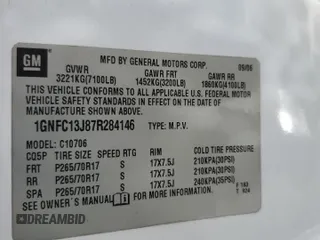 GM
MFD BY GENERAL MOTORS CORP.
09/06
GVWR GAWR FRT GAWR RR
3221KG(7100LB) 1452KG(3200LB) 1860KG(4100LB)
THIS VEHICLE CONFORMS TO ALL APPLICABLE U.S. FEDERAL MOTOR
VEHICLE SAFETY STANDARDS IN EFFECT ON THE DATE OF
MANUFACTURE SHOWN ABOVE.
1GNFC13J87R284146 TYPE: M.P.V.
MODEL: C10706
CQ5P TIRE SIZE SPEED RTG RIM COLD TIRE PRESSURE
FRT P265/70R17 S 17X7.5J 210KPA(30PSI)
RR P265/70R17 S 17X7.5J 210KPA(30PSI)
SPA P265/70R17 S 17X7.5J 240KPA(35PSI)
SEE OWNER`S MANUAL FOR ADDITIONAL INFORMATION.
DREAMBID